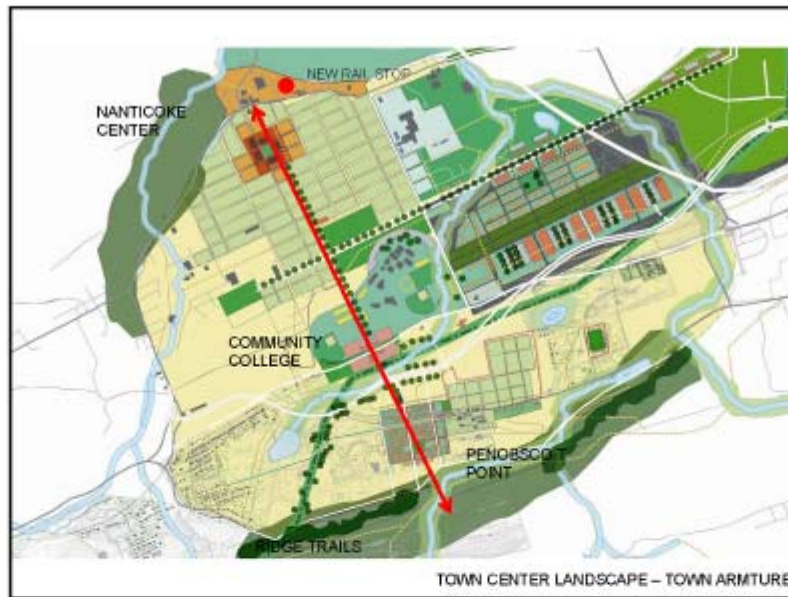 NEW RAIL STOP
NANTICOKE
CENTER
COMMUNITY
COLLEGE
PENOBSCOT
POINT
RIDGE TRAILS
TOWN CENTER LANDSCAPE – TOWN ARMTURE